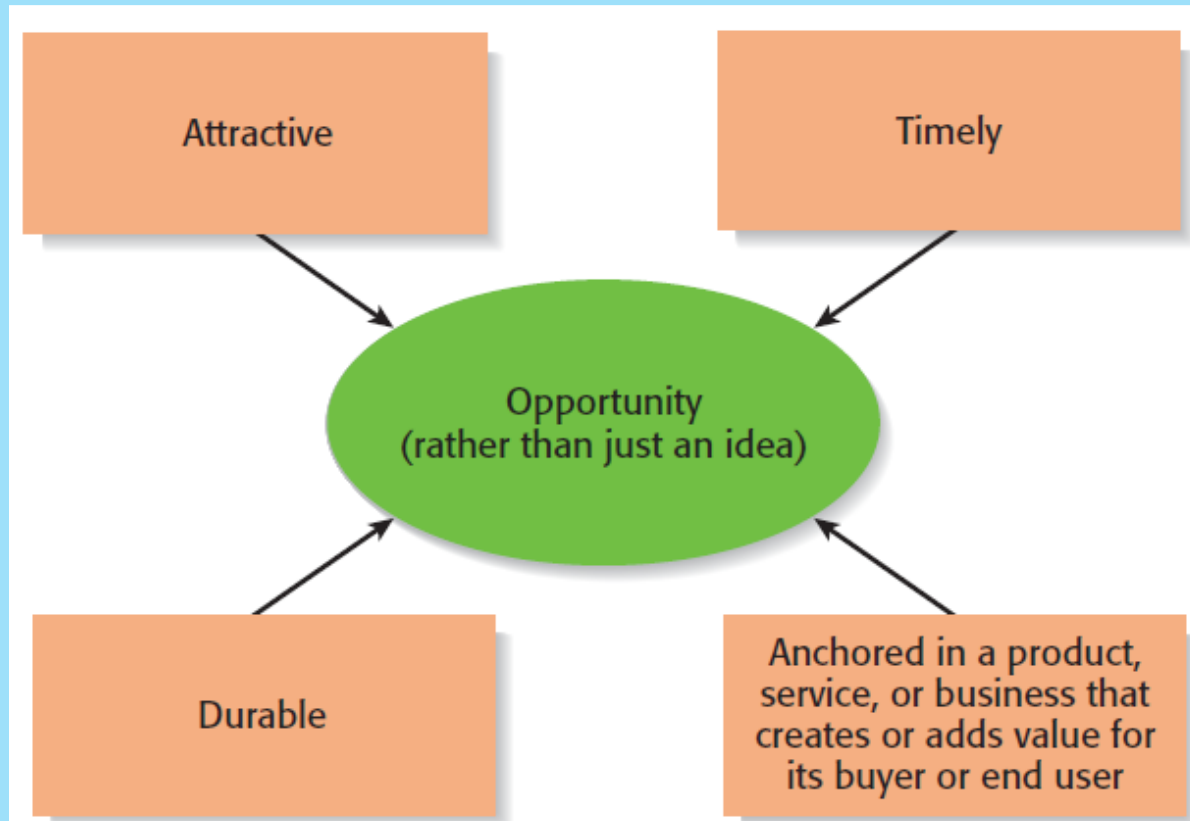 Attractive
Timely
Opportunity
(rather than just an idea)
Durable
Anchored in a product,
service, or business that
creates or adds value for
its buyer or end user